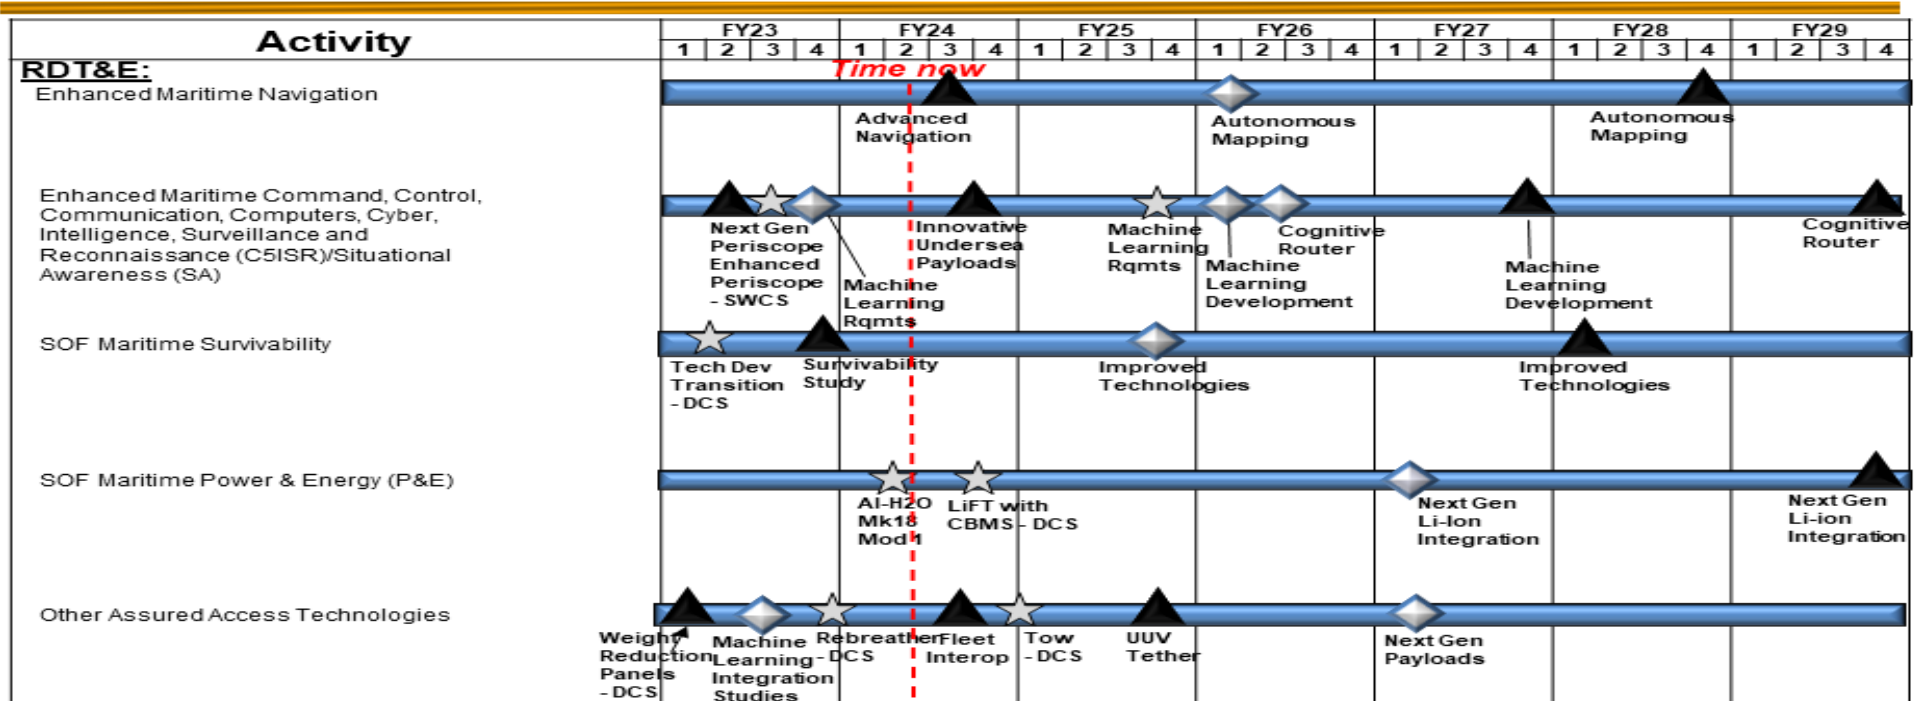 Activity
FY23 FY24 FY25 FY26 FY27 FY28 FY29
1 2 3 4 1 2 3 4 1 2 3 4 1 2 3 4 1 2 3 4 1 2 3 4 1 2 3 4
RDT&E:
Time now
Enhanced Maritime Navigation
Advanced
Navigation
Autonomous
Mapping
Autonomous
Mapping
Enhanced Maritime Command, Control,
Communication, Computers, Cyber,
Intelligence, Surveillance and
Reconnaissance (C5ISR)/Situational
Awareness (SA)
Next Gen
Periscope
Enhanced
Periscope
- SWCS
Machine
Learning
Rqmts
Innovative
Undersea
Payloads
Machine
Learning
Rqmts
Machine
Learning
Development
Cognitive
Router
Machine
Learning
Development
Cognitive
Router
SOF Maritime Survivability
Tech Dev
Transition
- DCS
Survivability
Study
Improved
Technologies
Improved
Technologies
SOF Maritime Power & Energy (P&E)
Al-H2O
Mk18
Mod 1
LiFT with
CBMS - DCS
Next Gen
Li-Ion
Integration
Next Gen
Li-ion
Integration
Other Assured Access Technologies
Weight
Reduction
Panels
- DCS
Machine
Learning
Integration
Studies
Rebreather
- DCS
Fleet
Interop
Tow
- DCS
UUV
Tether
Next Gen
Payloads